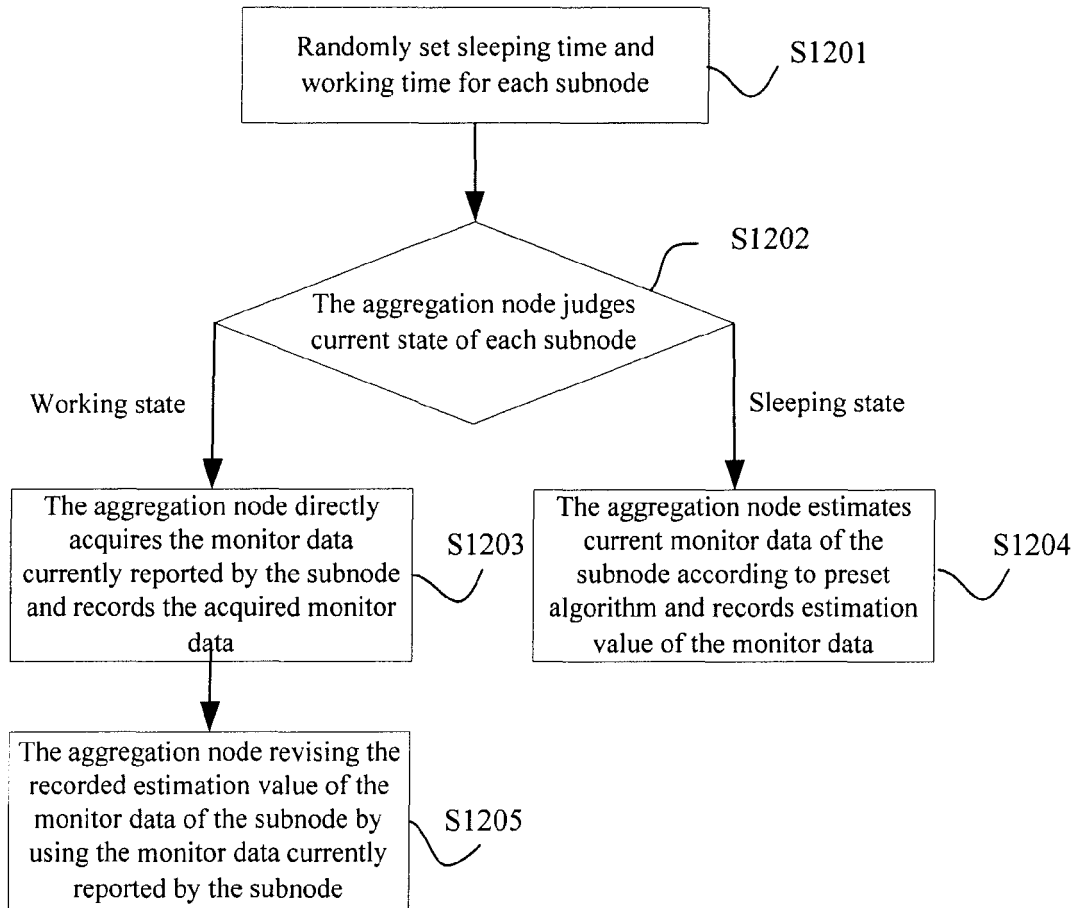 Randomly set sleeping time and
working time for each subnode
S1201
S1202
The aggregation node judges
current state of each subnode
Working state
Sleeping state
The aggregation node directly
acquires the monitor data
currently reported by the subnode
and records the acquired monitor
data
S1203
The aggregation node estimates
current monitor data of the
subnode according to preset
algorithm and records estimation
value of the monitor data
S1204
The aggregation node revising the
recorded estimation value of the
monitor data of the subnode by
using the monitor data currently
reported by the subnode
S1205